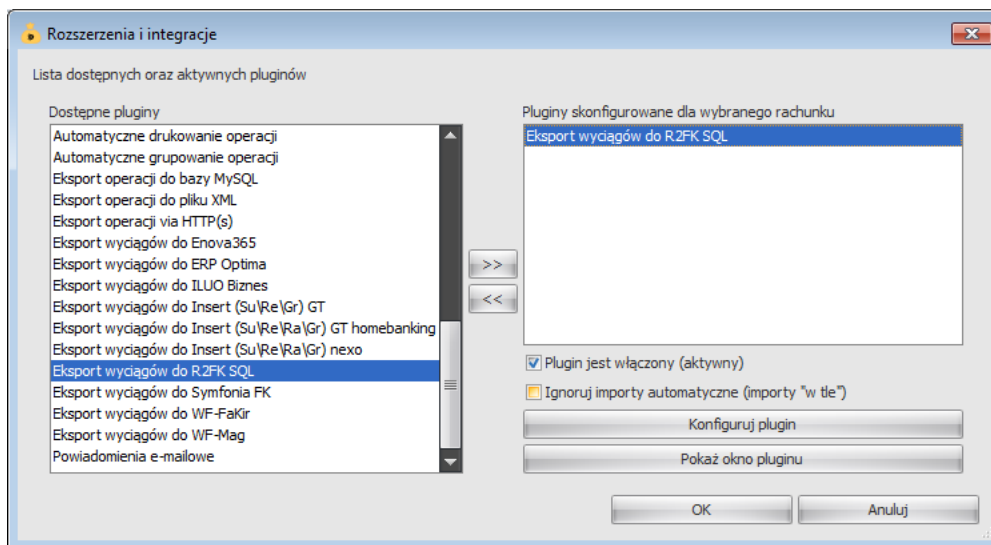 Rozszerzenia i integracje
Lista dostępnych oraz aktywnych pluginów
Dostępne pluginy
Automatyczne drukowanie operacji
Automatyczne grupowanie operacji
Eksport operacji do bazy MySQL
Eksport operacji do pliku XML
Eksport operacji via HTTP(s)
Eksport wyciągów do Enova365
Eksport wyciągów do ERP Optima
Eksport wyciągów do ILUO Biznes
Eksport wyciągów do Insert (Su\Re\Gr) GT
Eksport wyciągów do Insert (Su\Re\Ra\Gr) GT homebanking
Eksport wyciągów do Insert (Su\Re\Ra\Gr) nexo
Eksport wyciągów do R2FK SQL
Eksport wyciągów do Symfonia FK
Eksport wyciągów do WF-FaKir
Eksport wyciągów do WF-Mag
Powiadomienia e-mailowe
>>
<<
Pluginy skonfigurowane dla wybranego rachunku
Eksport wyciągów do R2FK SQL
Plugin jest włączony (aktywny)
Ignoruj importy automatyczne (importy "w tle")
Konfiguruj plugin
Pokaż okno pluginu
OK
Anuluj